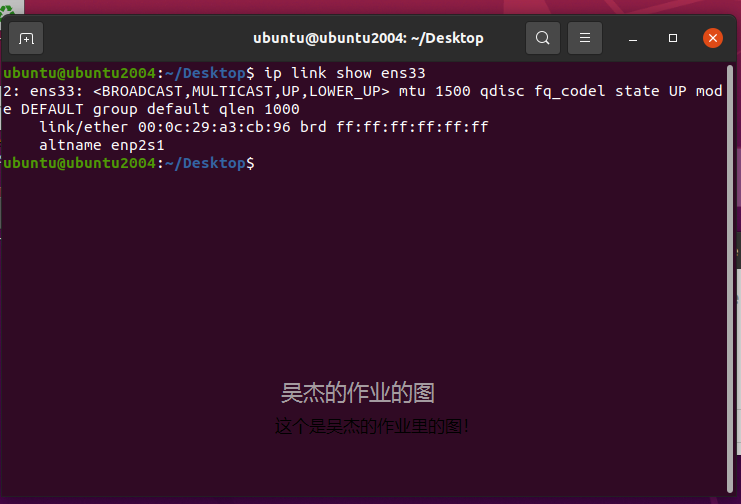 ubuntu@ubuntu2004: ~/Desktop
ubuntu@ubuntu2004:~/Desktop$ ip link show ens33
2: ens33: <BROADCAST,MULTICAST,UP,LOWER_UP> mtu 1500 qdisc fq_codel state UP mod
e DEFAULT group default qlen 1000
    link/ether 00:0c:29:a3:cb:96 brd ff:ff:ff:ff:ff:ff
    altname enp2s1
ubuntu@ubuntu2004:~/Desktop$
吴杰的作业的图
这个是吴杰的作业里的图!